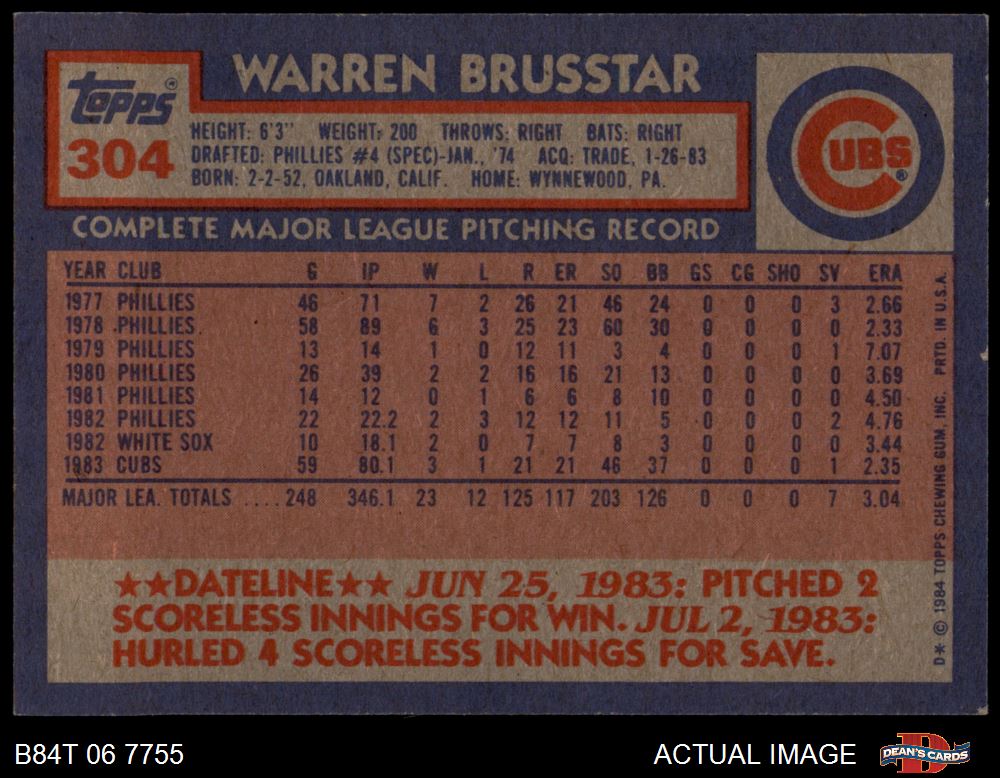 WARREN BRUSSTAR
Topps®
304
HEIGHT: 6'3" WEIGHT: 200 THROWS: RIGHT BATS: RIGHT
DRAFTED: PHILLIES #4 (SPEC)-JAN., '74 ACQ: TRADE, 1-26-83
BORN: 2-2-52, OAKLAND, CALIF. HOME: WYNNEWOOD, PA.
CUBS®
COMPLETE MAJOR LEAGUE PITCHING RECORD
YEAR CLUB G IP W L R ER SO BB GS CG SHO SV ERA
1977 PHILLIES 46 71 7 2 26 21 46 24 0 0 0 3 2.66
1978 PHILLIES 58 89 6 3 25 23 60 30 0 0 0 0 2.33
1979 PHILLIES 13 14 1 0 12 11 3 4 0 0 0 1 7.07
1980 PHILLIES 26 39 2 2 16 16 21 13 0 0 0 0 3.69
1981 PHILLIES 14 12 0 1 6 6 8 10 0 0 0 0 4.50
1982 PHILLIES 22 22.2 2 3 12 12 11 5 0 0 0 2 4.76
1982 WHITE SOX 10 18.1 2 0 7 7 8 3 0 0 0 0 3.44
1983 CUBS 59 80.1 3 1 21 21 46 37 0 0 0 1 2.35
MAJOR LEA. TOTALS .... 248 346.1 23 12 125 117 203 126 0 0 0 7 3.04
★★DATELINE★★ JUN 25, 1983: PITCHED 2
SCORELESS INNINGS FOR WIN. JUL 2, 1983:
HURLED 4 SCORELESS INNINGS FOR SAVE.
D* © 1984 TOPPS CHEWING GUM, INC. PRTD. IN U.S.A.
B84T 06 7755
ACTUAL IMAGE
DEAN'S CARDS